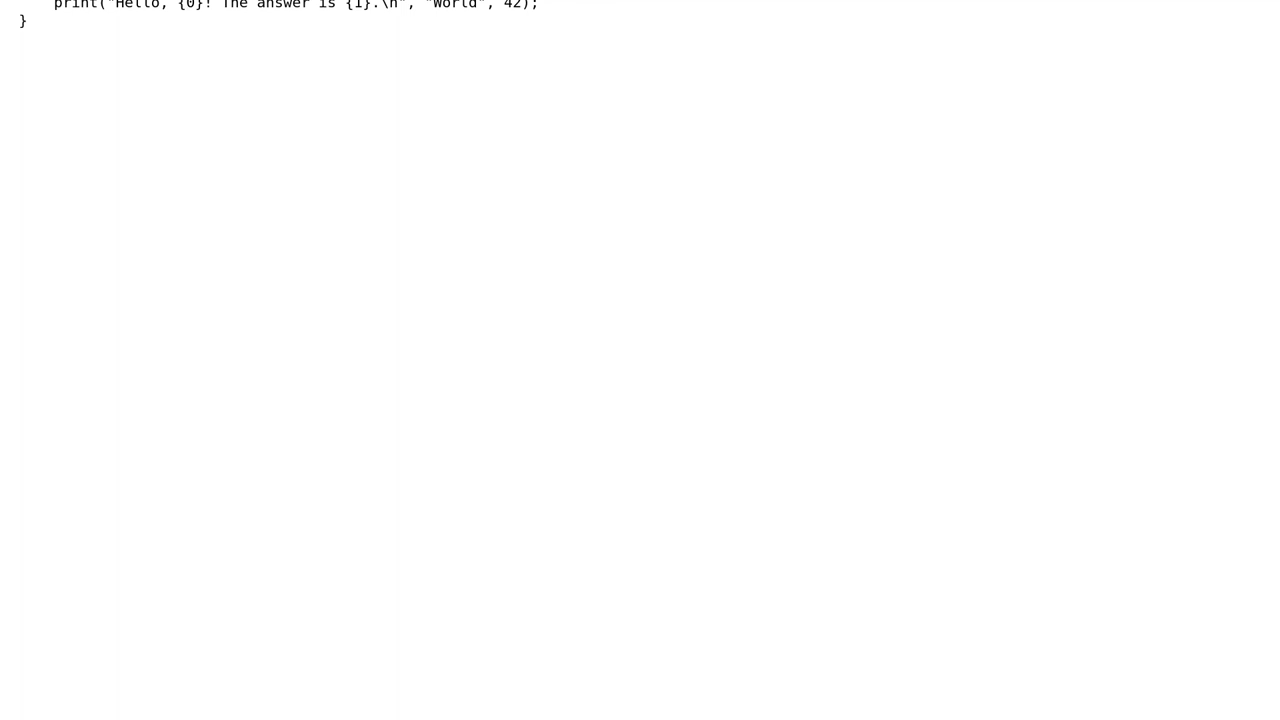 print("Hello, {0}! The answer is {1}.\n", "World", 42);
}